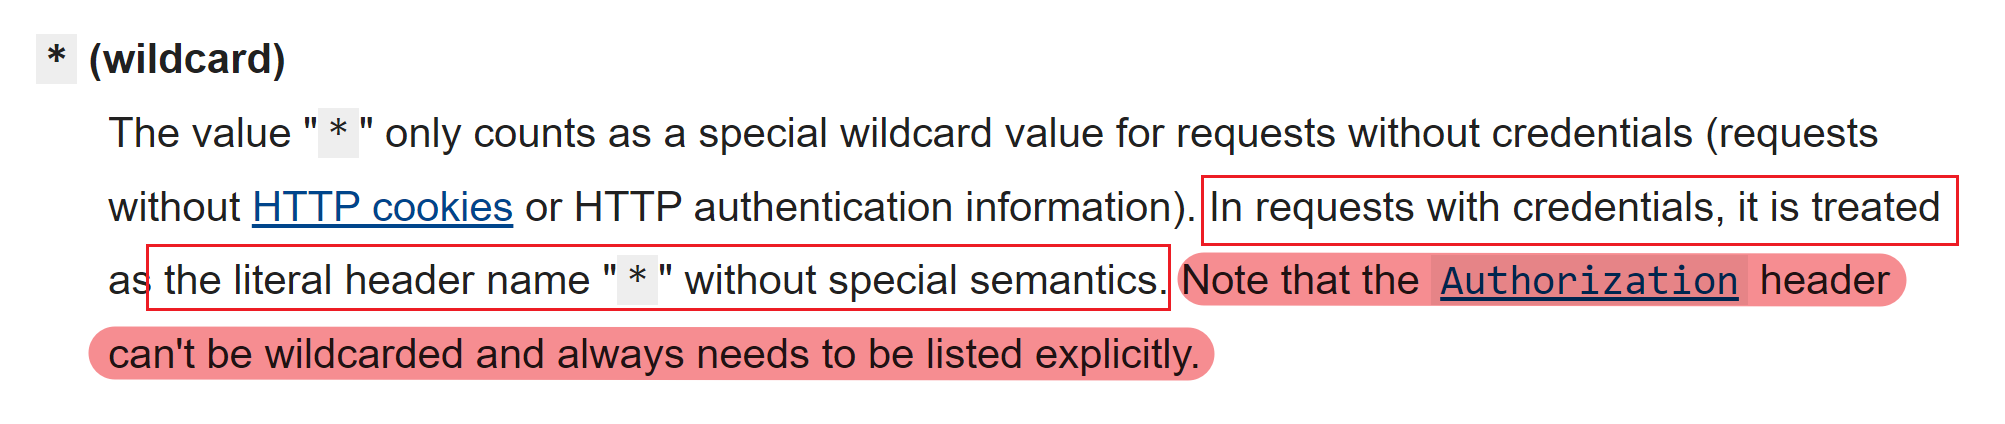 * (wildcard)
The value "*" only counts as a special wildcard value for requests without credentials (requests
without HTTP cookies or HTTP authentication information). In requests with credentials, it is treated
as the literal header name "*" without special semantics. Note that the Authorization header
can't be wildcarded and always needs to be listed explicitly.